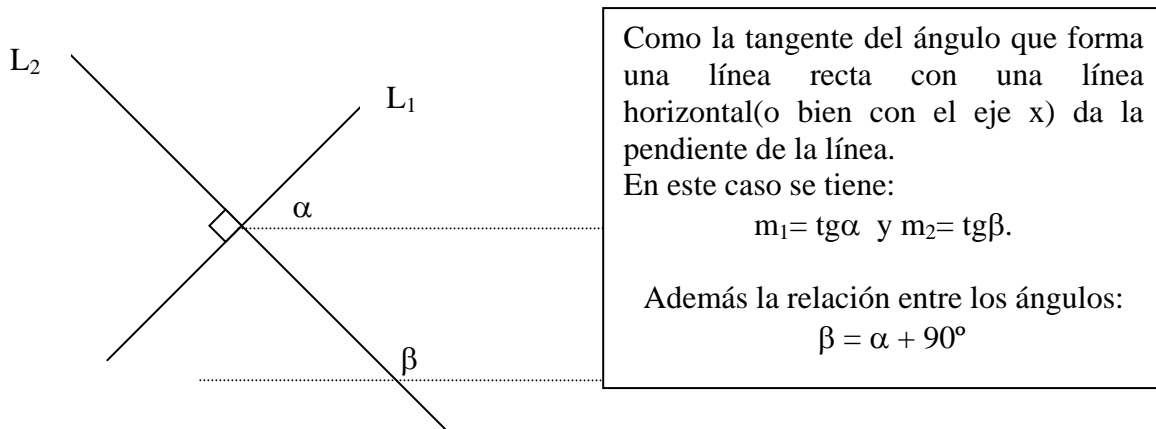 L₂
L₁
α
β
Como la tangente del ángulo que forma
una línea recta con una línea
horizontal(o bien con el eje x) da la
pendiente de la línea.
En este caso se tiene:
m₁= tgα y m₂= tgβ.
Además la relación entre los ángulos:
β = α + 90º